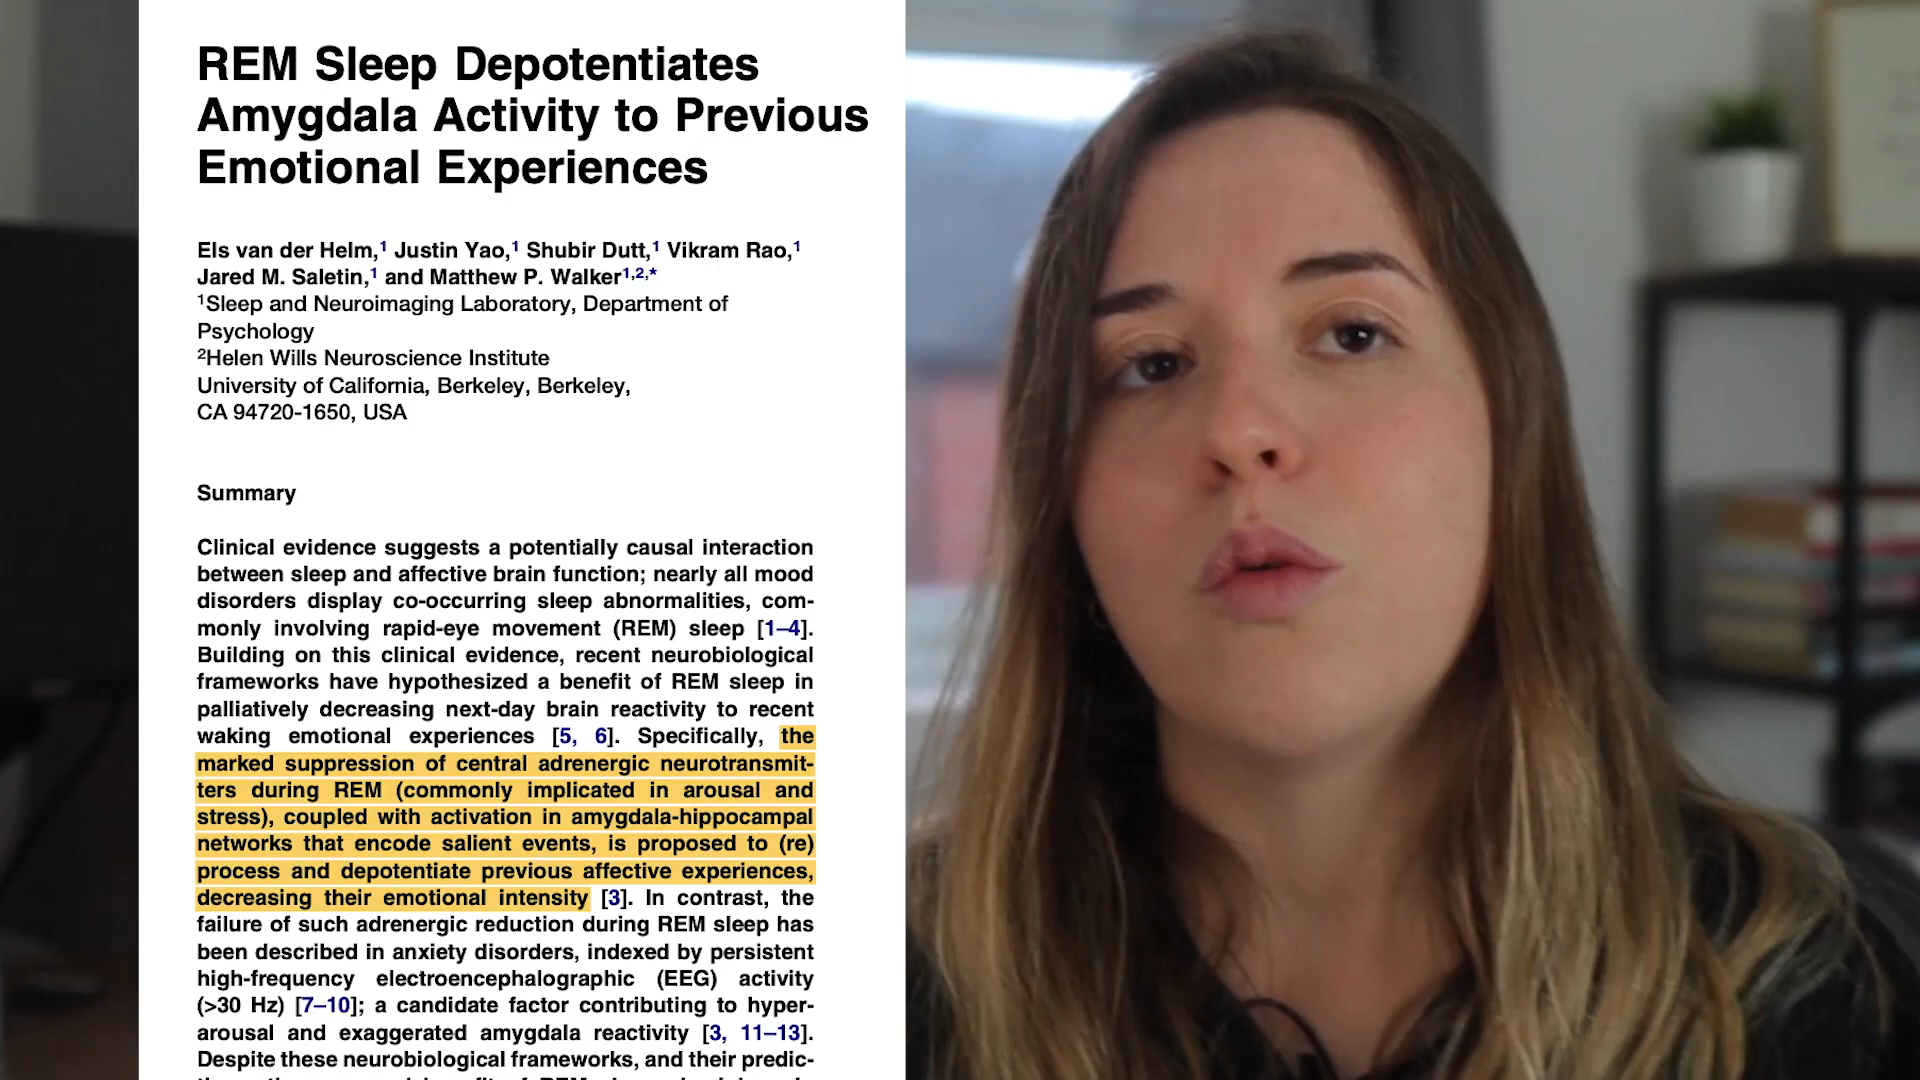 REM Sleep Depotentiates
Amygdala Activity to Previous
Emotional Experiences
Els van der Helm,1 Justin Yao,1 Shubir Dutt,1 Vikram Rao,1
Jared M. Saletin,1 and Matthew P. Walker1,2,*
1Sleep and Neuroimaging Laboratory, Department of
Psychology
2Helen Wills Neuroscience Institute
University of California, Berkeley, Berkeley,
CA 94720-1650, USA
Summary
Clinical evidence suggests a potentially causal interaction
between sleep and affective brain function; nearly all mood
disorders display co-occurring sleep abnormalities, com-
monly involving rapid-eye movement (REM) sleep [1–4].
Building on this clinical evidence, recent neurobiological
frameworks have hypothesized a benefit of REM sleep in
palliatively decreasing next-day brain reactivity to recent
waking emotional experiences [5, 6]. Specifically, the
marked suppression of central adrenergic neurotransmit-
ters during REM (commonly implicated in arousal and
stress), coupled with activation in amygdala-hippocampal
networks that encode salient events, is proposed to (re)
process and depotentiate previous affective experiences,
decreasing their emotional intensity [3]. In contrast, the
failure of such adrenergic reduction during REM sleep has
been described in anxiety disorders, indexed by persistent
high-frequency electroencephalographic (EEG) activity
(>30 Hz) [7–10]; a candidate factor contributing to hyper-
arousal and exaggerated amygdala reactivity [3, 11–13].
Despite these neurobiological frameworks, and their predic-